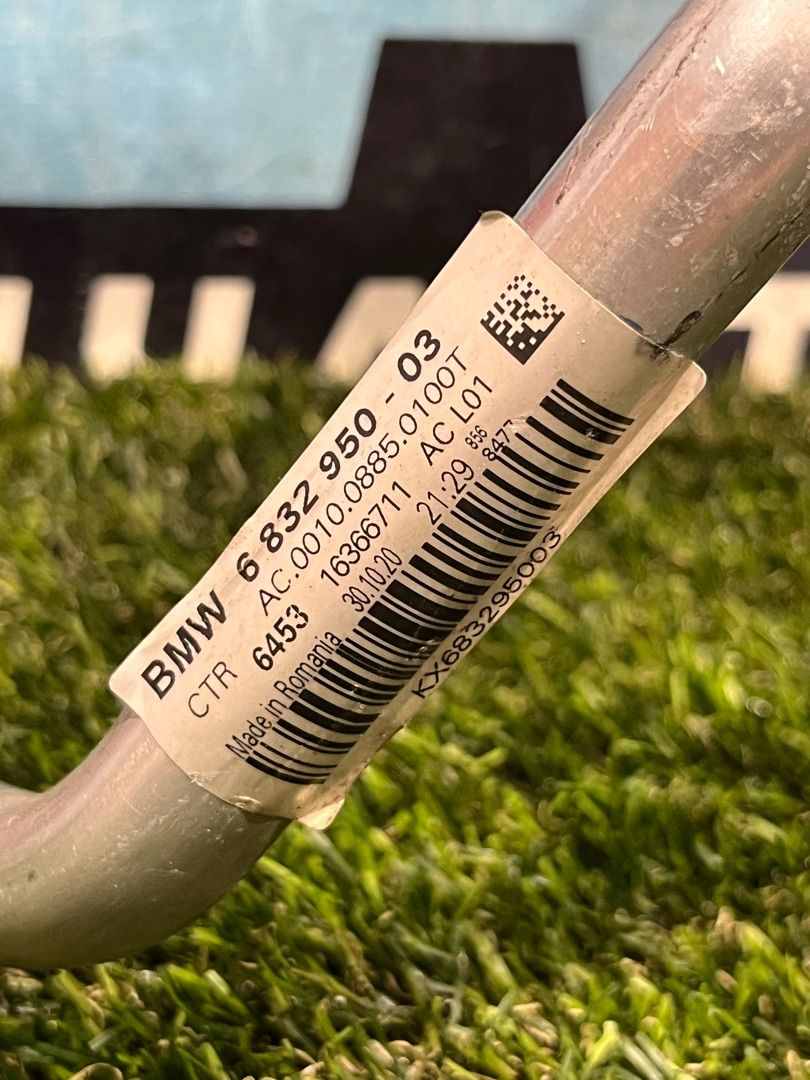 BMW 6 832 950 - 03
CTR AC.0010.0885.0100T
6453 16366711 AC L01
Made in Romania 30.10.20 21:29 856 847
KX683295003